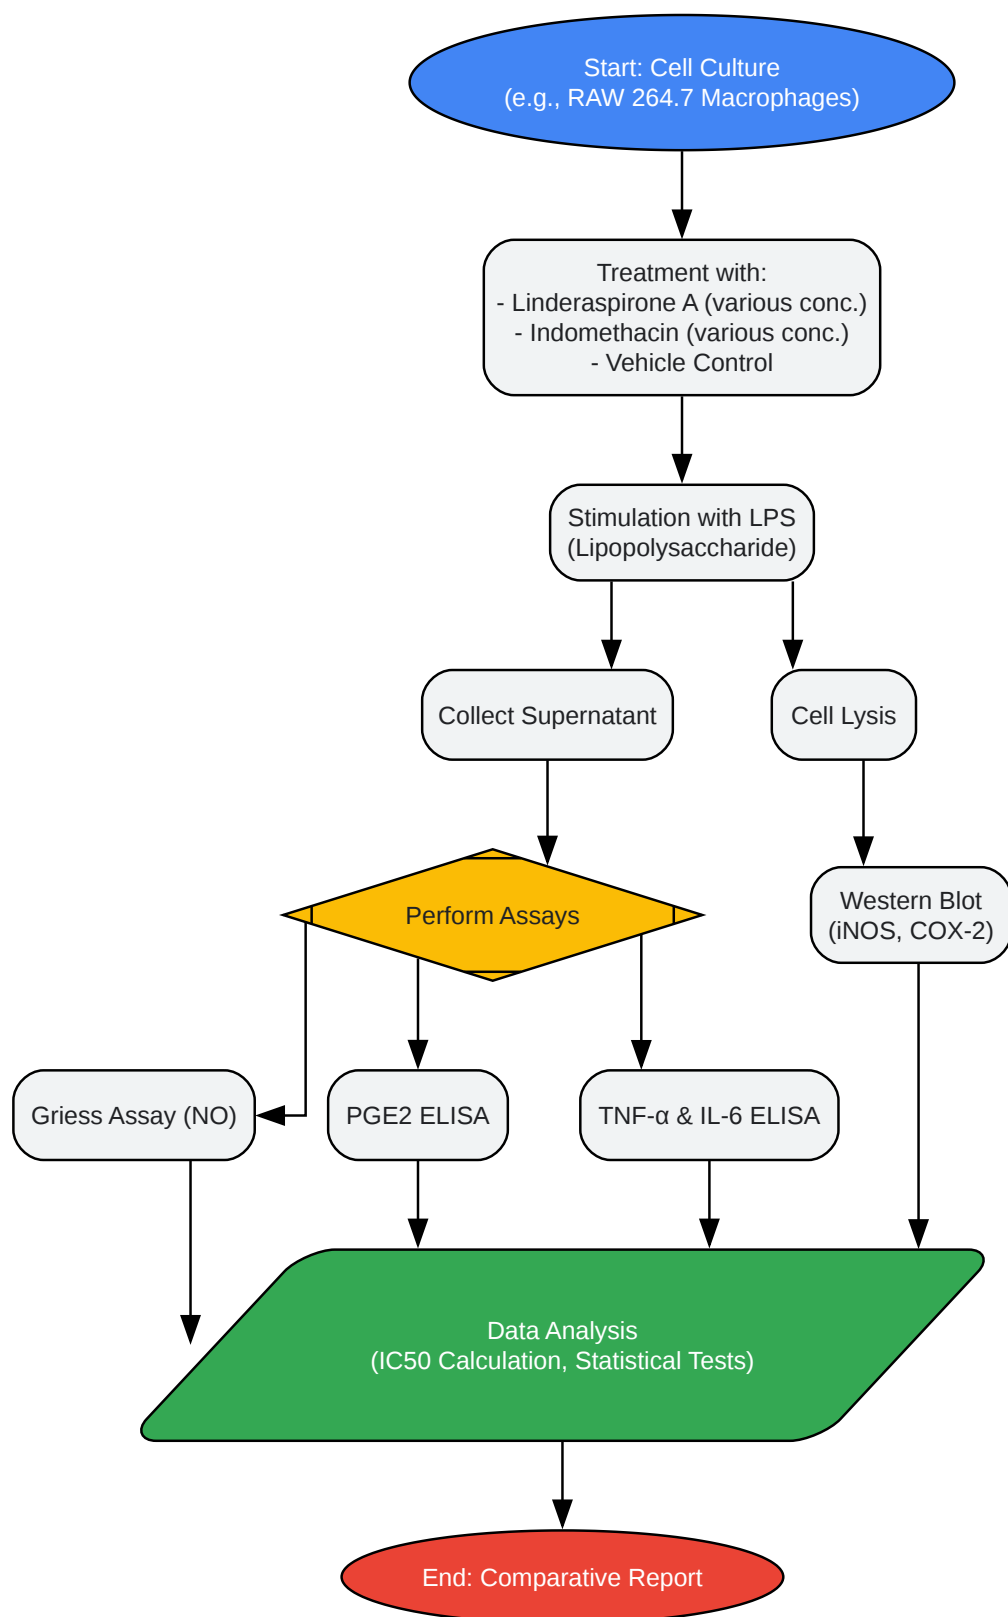 Start: Cell Culture
(e.g., RAW 264.7 Macrophages)
Treatment with:
- Linderaspirone A (various conc.)
- Indomethacin (various conc.)
- Vehicle Control
Stimulation with LPS
(Lipopolysaccharide)
Collect Supernatant
Cell Lysis
Perform Assays
Western Blot
(iNOS, COX-2)
Griess Assay (NO)
PGE2 ELISA
TNF-α & IL-6 ELISA
Data Analysis
(IC50 Calculation, Statistical Tests)
End: Comparative Report